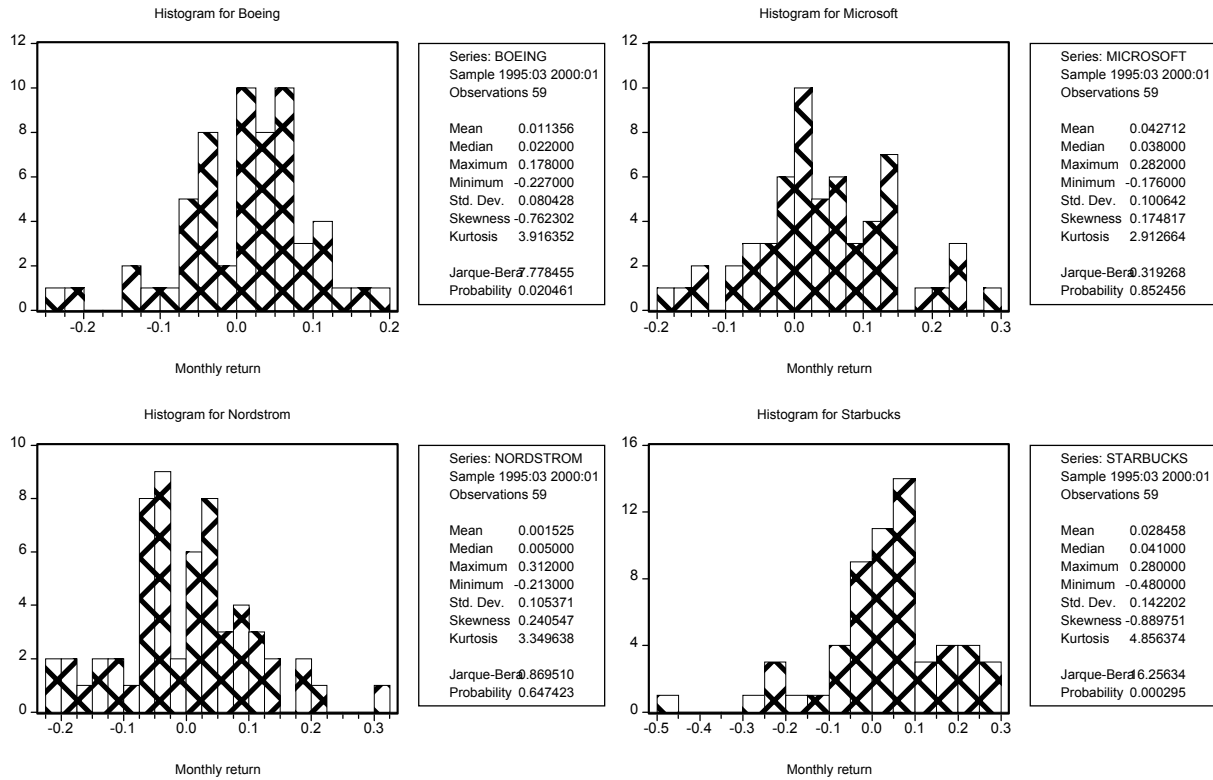 Histogram for Boeing
12
10
8
6
4
2
0
-0.2
-0.1
0.0
0.1
0.2
Monthly return
Series: BOEING
Sample 1995:03 2000:01
Observations 59
Mean 0.011356
Median 0.022000
Maximum 0.178000
Minimum -0.227000
Std. Dev. 0.080428
Skewness -0.762302
Kurtosis 3.916352
Jarque-Bera 7.778455
Probability 0.020461
Histogram for Microsoft
12
10
8
6
4
2
0
-0.2
-0.1
0.0
0.1
0.2
0.3
Monthly return
Series: MICROSOFT
Sample 1995:03 2000:01
Observations 59
Mean 0.042712
Median 0.038000
Maximum 0.282000
Minimum -0.176000
Std. Dev. 0.100642
Skewness 0.174817
Kurtosis 2.912664
Jarque-Bera 0.319268
Probability 0.852456
Histogram for Nordstrom
10
8
6
4
2
0
-0.2
-0.1
0.0
0.1
0.2
0.3
Monthly return
Series: NORDSTROM
Sample 1995:03 2000:01
Observations 59
Mean 0.001525
Median 0.005000
Maximum 0.312000
Minimum -0.213000
Std. Dev. 0.105371
Skewness 0.240547
Kurtosis 3.349638
Jarque-Bera 0.869510
Probability 0.647423
Histogram for Starbucks
16
12
8
4
0
-0.5
-0.4
-0.3
-0.2
-0.1
0.0
0.1
0.2
0.3
Monthly return
Series: STARBUCKS
Sample 1995:03 2000:01
Observations 59
Mean 0.028458
Median 0.041000
Maximum 0.280000
Minimum -0.480000
Std. Dev. 0.142202
Skewness -0.889751
Kurtosis 4.856374
Jarque-Bera 16.25634
Probability 0.000295